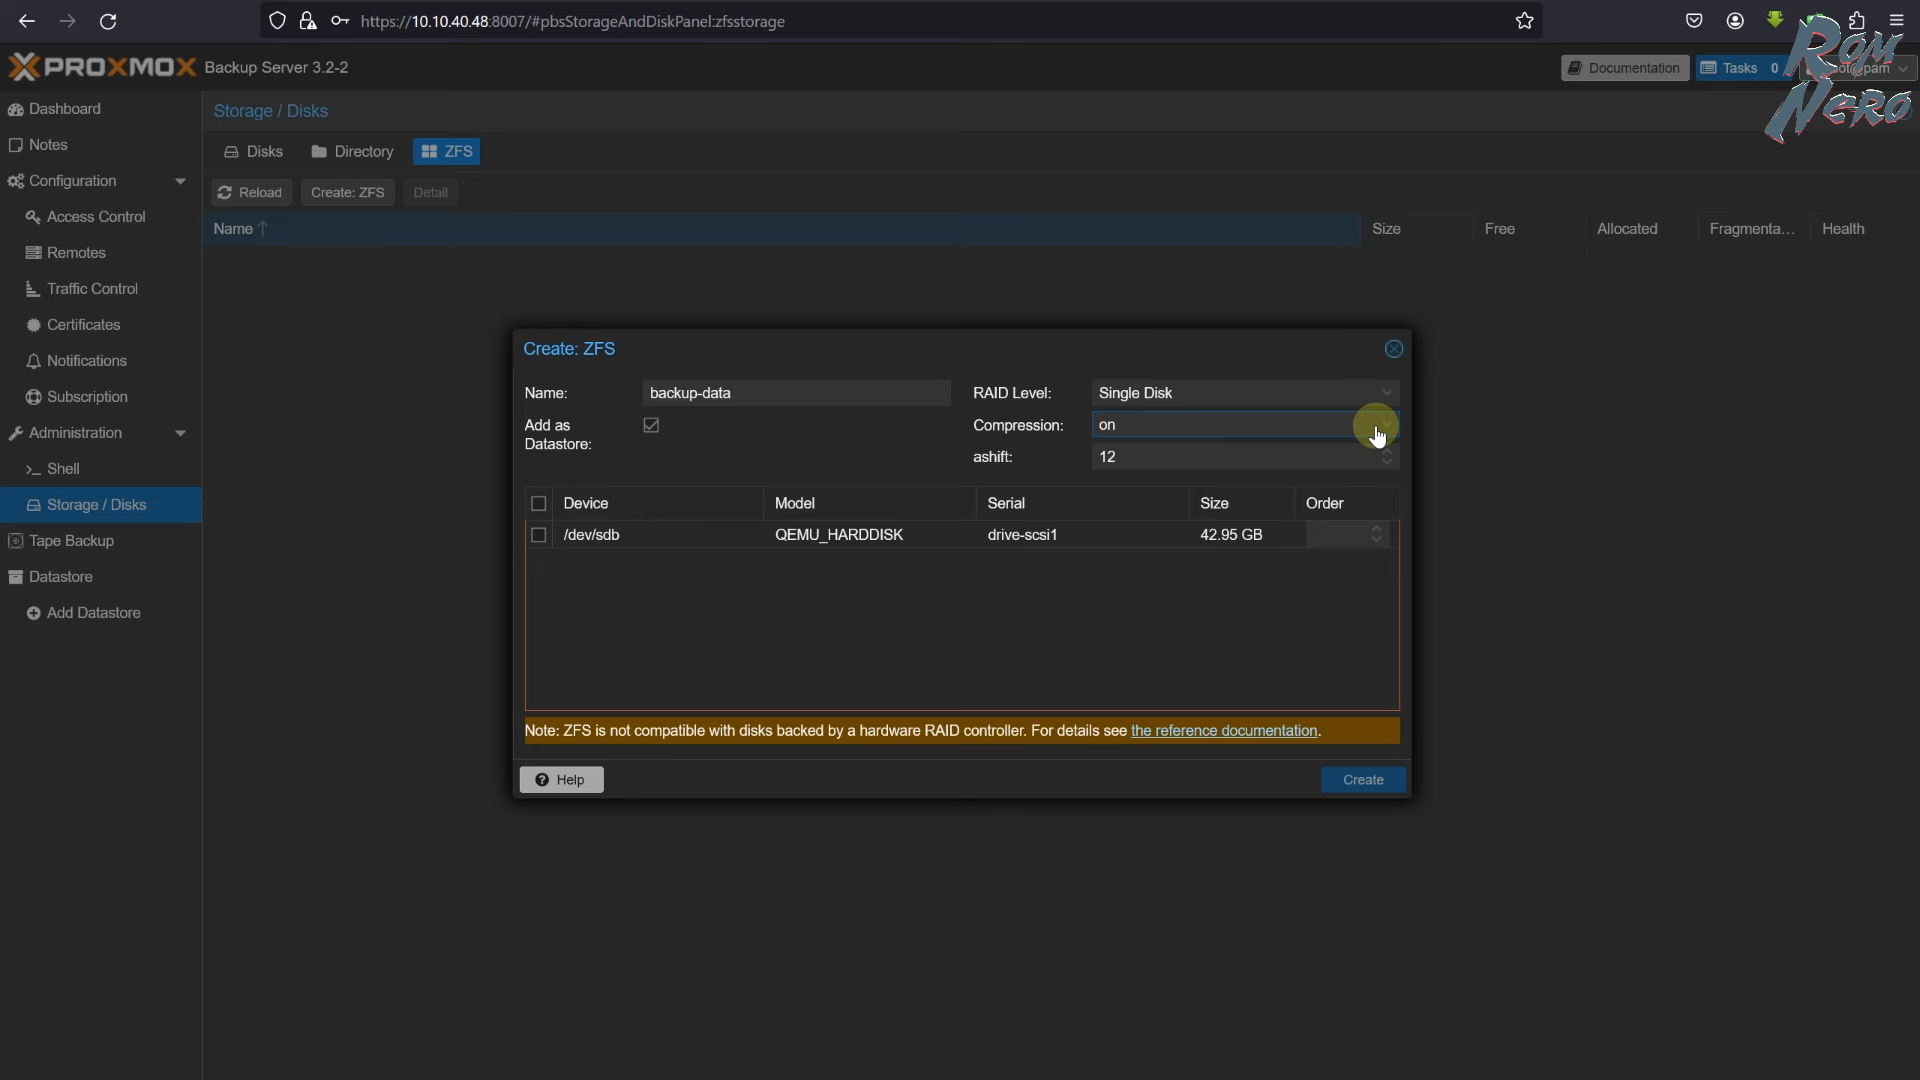 https://10.10.40.48:8007/#pbsStorageAndDiskPanel:zfsstorage
PROXMOX Backup Server 3.2-2
Documentation
Tasks 0
Rom
Nero
Dashboard
Notes
Configuration
Access Control
Remotes
Traffic Control
Certificates
Notifications
Subscription
Administration
Shell
Storage / Disks
Tape Backup
Datastore
Add Datastore
Storage / Disks
Disks Directory ZFS
Reload Create: ZFS Detail
Name Size Free Allocated Fragmenta... Health
Create: ZFS
Name: backup-data RAID Level: Single Disk
Add as Datastore: Compression: on
ashift: 12
Device Model Serial Size Order
/dev/sdb QEMU_HARDDISK drive-scsi1 42.95 GB
Note: ZFS is not compatible with disks backed by a hardware RAID controller. For details see the reference documentation.
Help Create